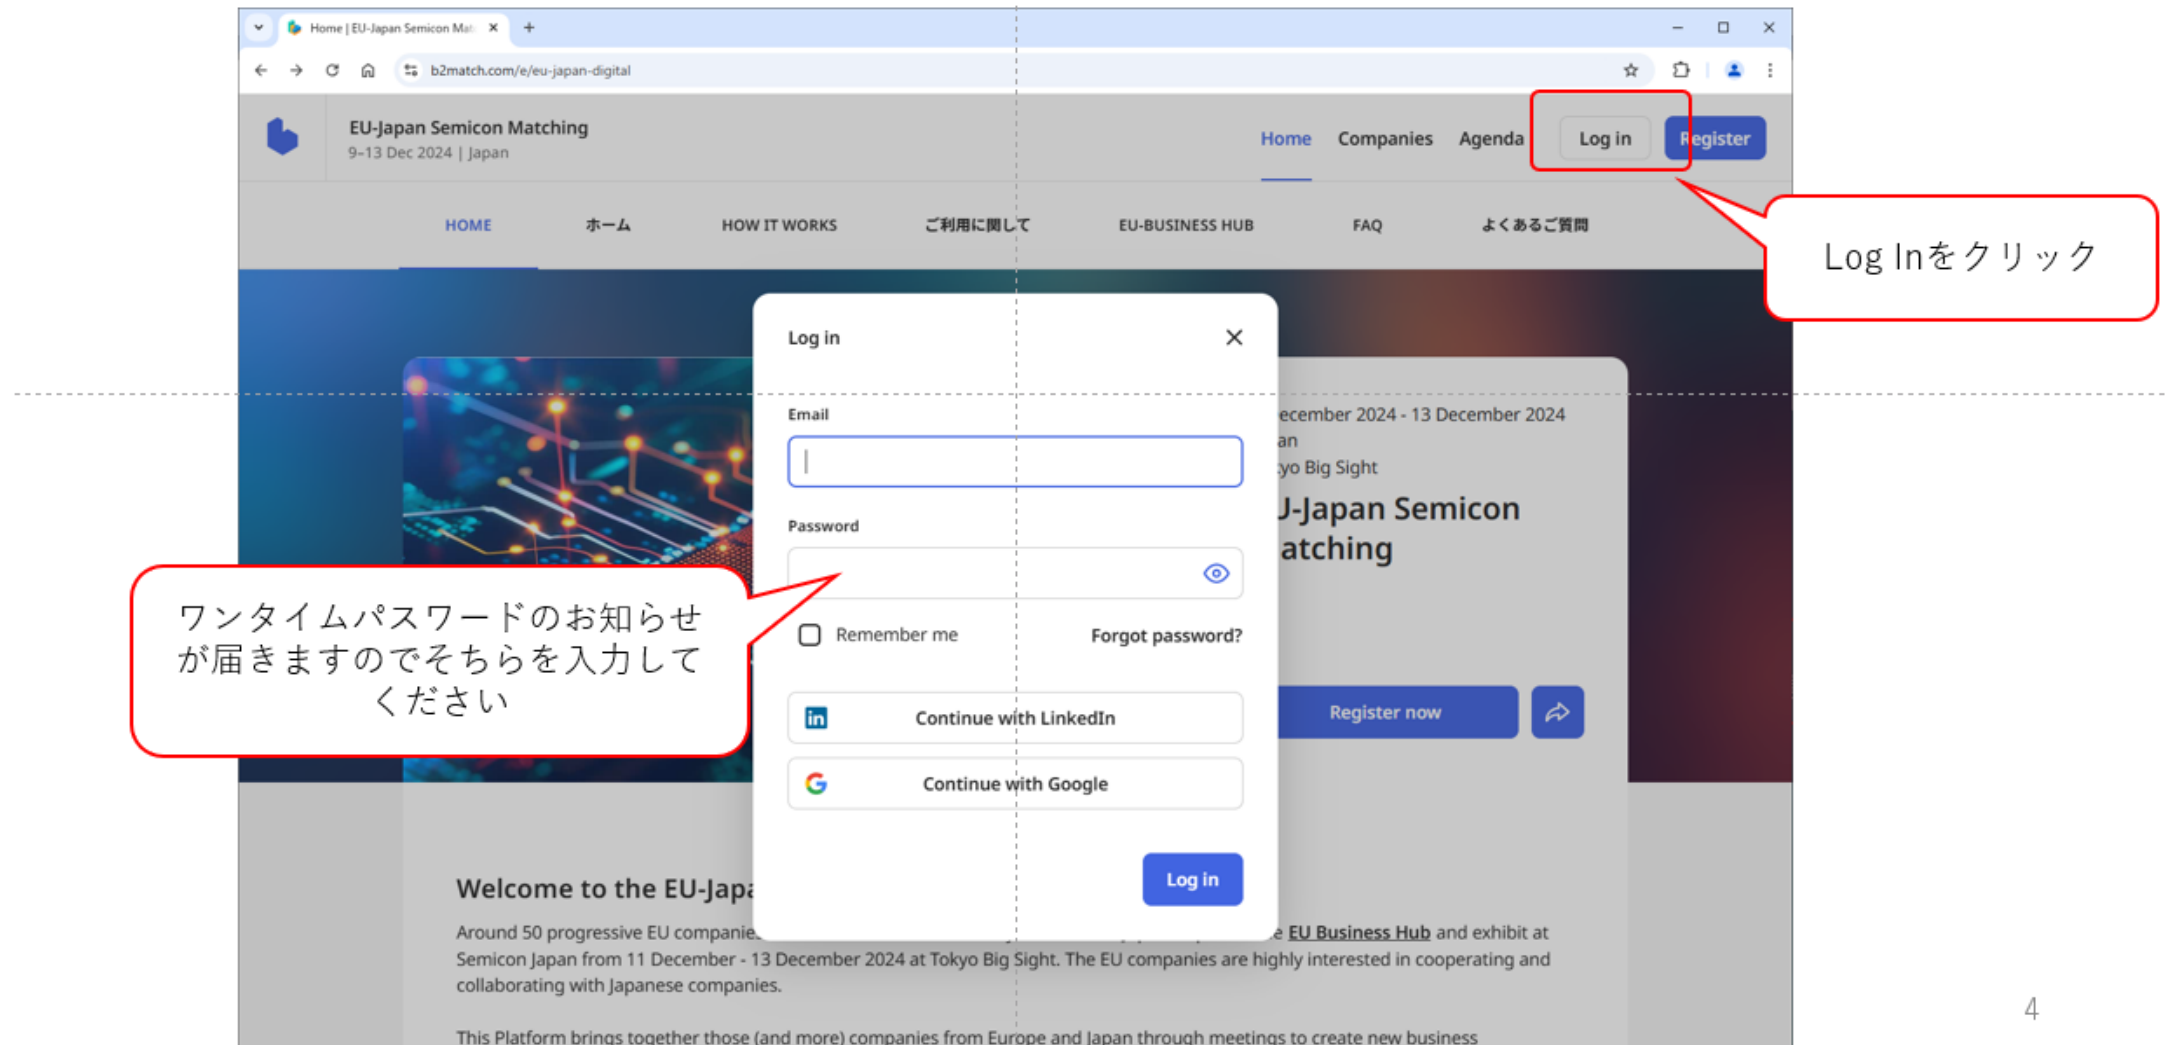 Home | EU-Japan Semicon Mat
b2match.com/e/eu-japan-digital
EU-Japan Semicon Matching
9–13 Dec 2024 | Japan
Home Companies Agenda Log in Register
HOME ホーム HOW IT WORKS ご利用に関して EU-BUSINESS HUB FAQ よくあるご質問
Log Inをクリック
Log in
Email
Password
Remember me Forgot password?
Continue with LinkedIn
Continue with Google
Log in
ecember 2024 - 13 December 2024
an
yo Big Sight
J-Japan Semicon
atching
Register now
ワンタイムパスワードのお知らせ
が届きますのでそちらを入力して
ください
Welcome to the EU-Japa
Around 50 progressive EU companie
e EU Business Hub and exhibit at
Semicon Japan from 11 December - 13 December 2024 at Tokyo Big Sight. The EU companies are highly interested in cooperating and
collaborating with Japanese companies.
This Platform brings together those (and more) companies from Europe and Japan through meetings to create new business
4